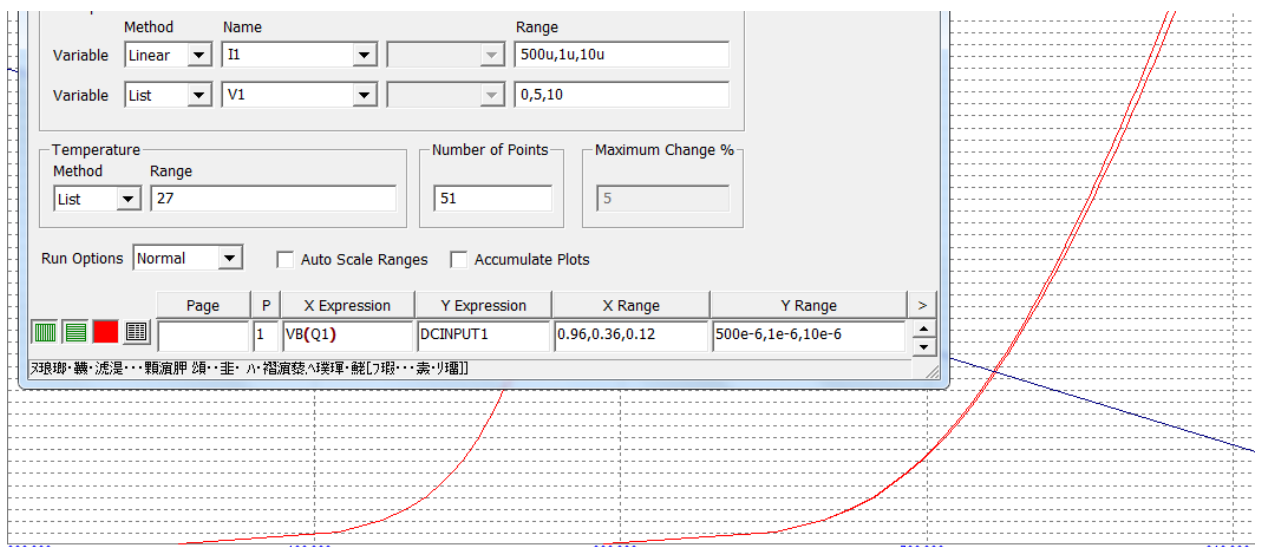 Method Name Range
Variable Linear I1 500u,1u,10u
Variable List V1 0,5,10
Temperature Number of Points Maximum Change %
Method Range
List 27 51 5
Run Options Normal Auto Scale Ranges Accumulate Plots
Page P X Expression Y Expression X Range Y Range >
1 VB(Q1) DCINPUT1 0.96,0.36,0.12 500e-6,1e-6,10e-6